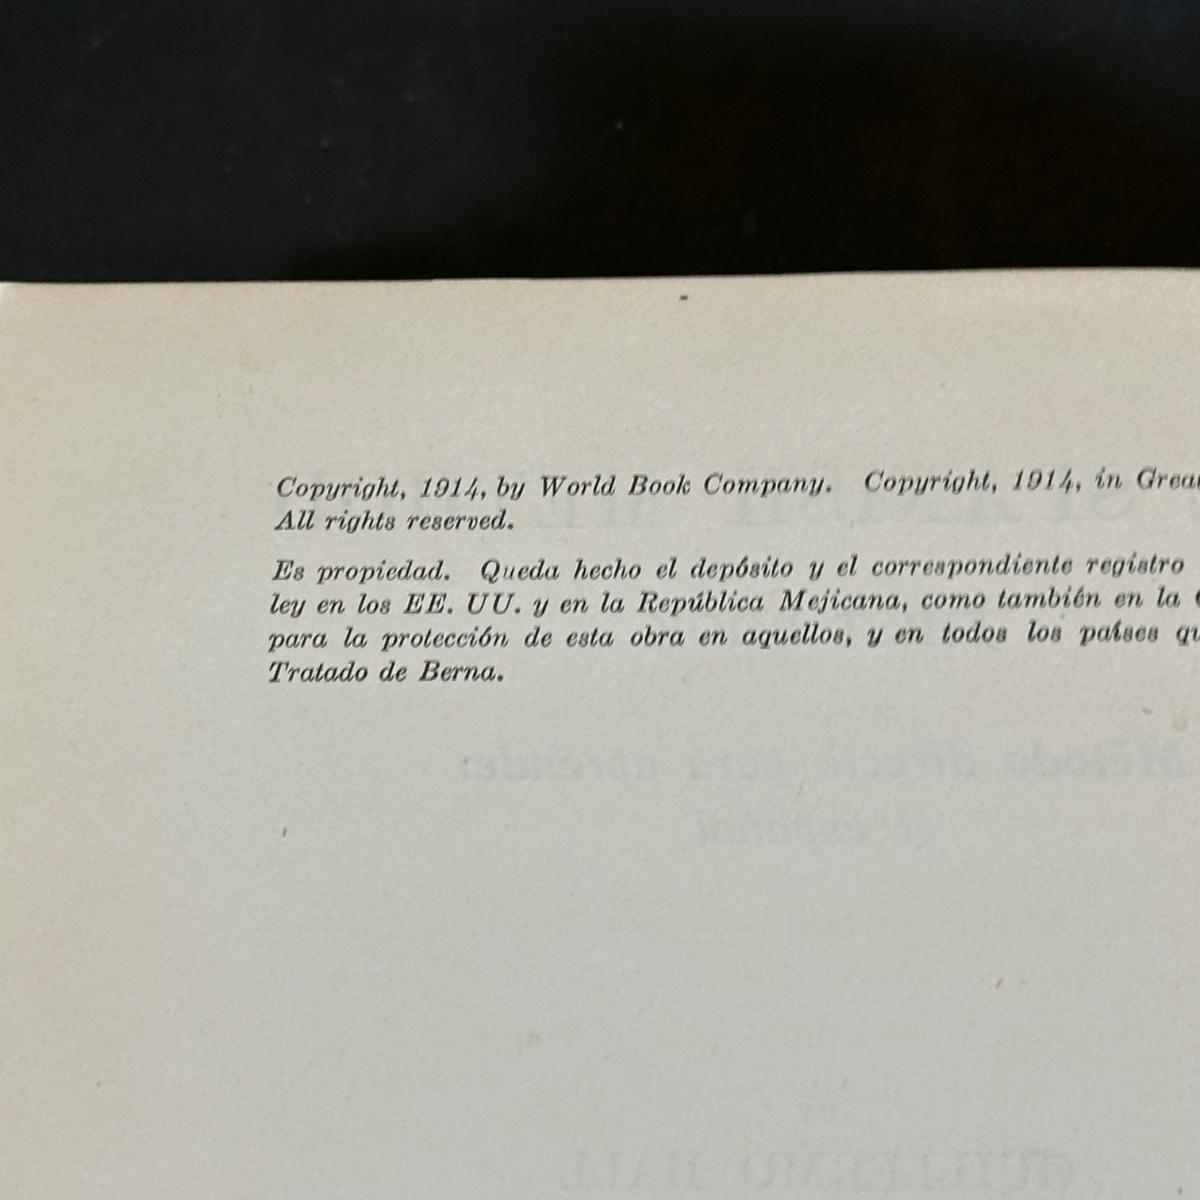 Copyright, 1914, by World Book Company. Copyright, 1914, in
All rights reserved.
Es propiedad. Queda hecho el depósito y el correspondiente registro
ley en los EE. UU. y en la República Mejicana, como también en la
para la protección de esta obra en aquellos, y en todos los países
Tratado de Berna.